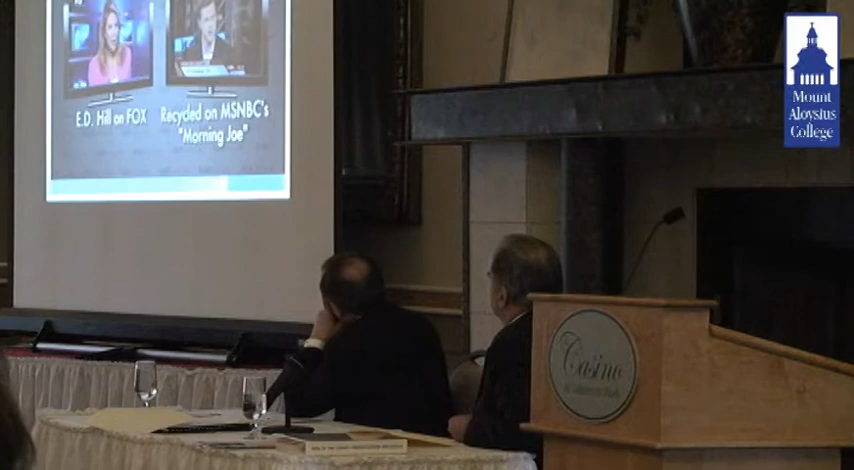 E.D. Hill on FOX
Recycled on MSNBC's
"Morning Joe"
Mount
Aloysius
College
Casino